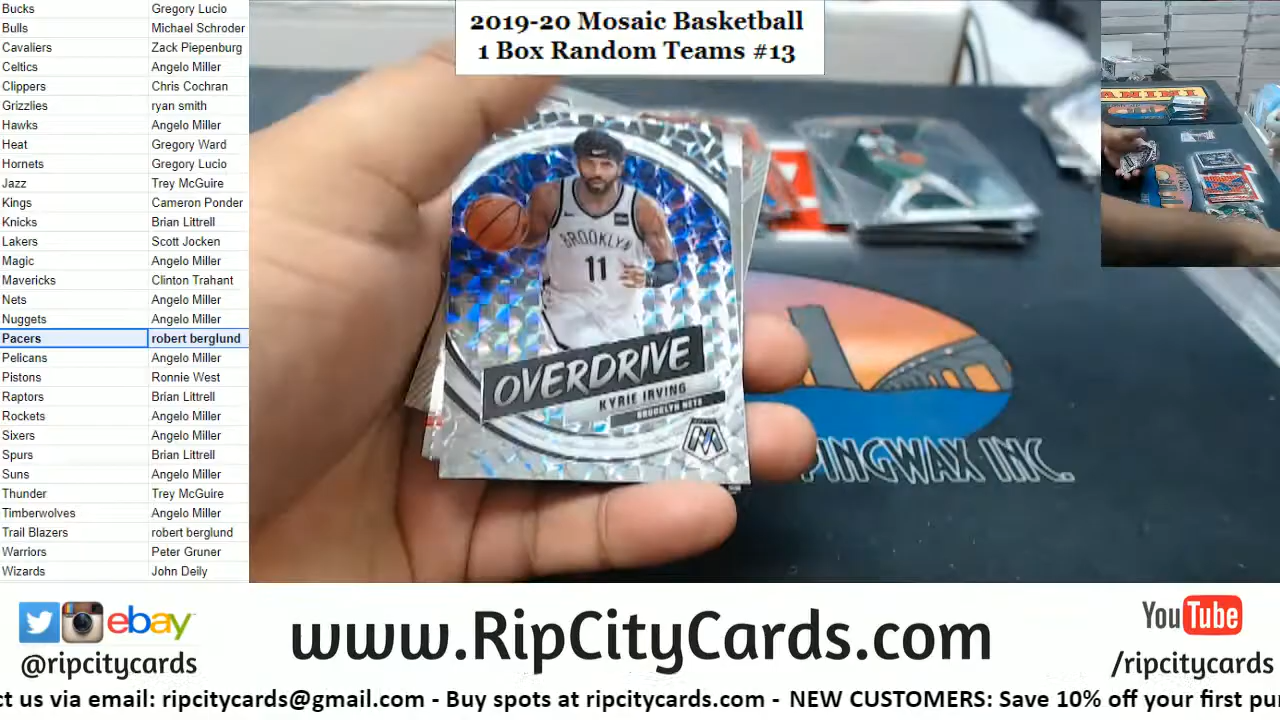 2019-20 Mosaic Basketball
1 Box Random Teams #13
Bucks Gregory Lucio
Bulls Michael Schroder
Cavaliers Zack Piepenburg
Celtics Angelo Miller
Clippers Chris Cochran
Grizzlies ryan smith
Hawks Angelo Miller
Heat Gregory Ward
Hornets Gregory Lucio
Jazz Trey McGuire
Kings Cameron Ponder
Knicks Brian Littrell
Lakers Scott Jocken
Magic Angelo Miller
Mavericks Clinton Trahant
Nets Angelo Miller
Nuggets Angelo Miller
Pacers robert berglund
Pelicans Angelo Miller
Pistons Ronnie West
Raptors Brian Littrell
Rockets Angelo Miller
Sixers Angelo Miller
Spurs Brian Littrell
Suns Angelo Miller
Thunder Trey McGuire
Timberwolves Angelo Miller
Trail Blazers robert berglund
Warriors Peter Gruner
Wizards John Deily
BROOKLYN
11
OVERDRIVE
KYRIE IRVING
BROOKLYN NETS
PINGWAX INC.
PANINI
ebay
@ripcitycards
www.RipCityCards.com
YouTube
/ripcitycards
ct us via email: ripcitycards@gmail.com - Buy spots at ripcitycards.com - NEW CUSTOMERS: Save 10% off your first pur